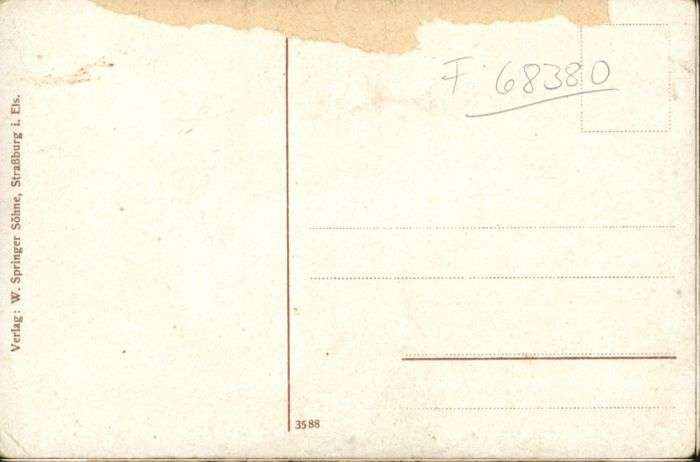 Verlag: W. Springer Söhne, Straßburg i. Els.
F 68380
3588